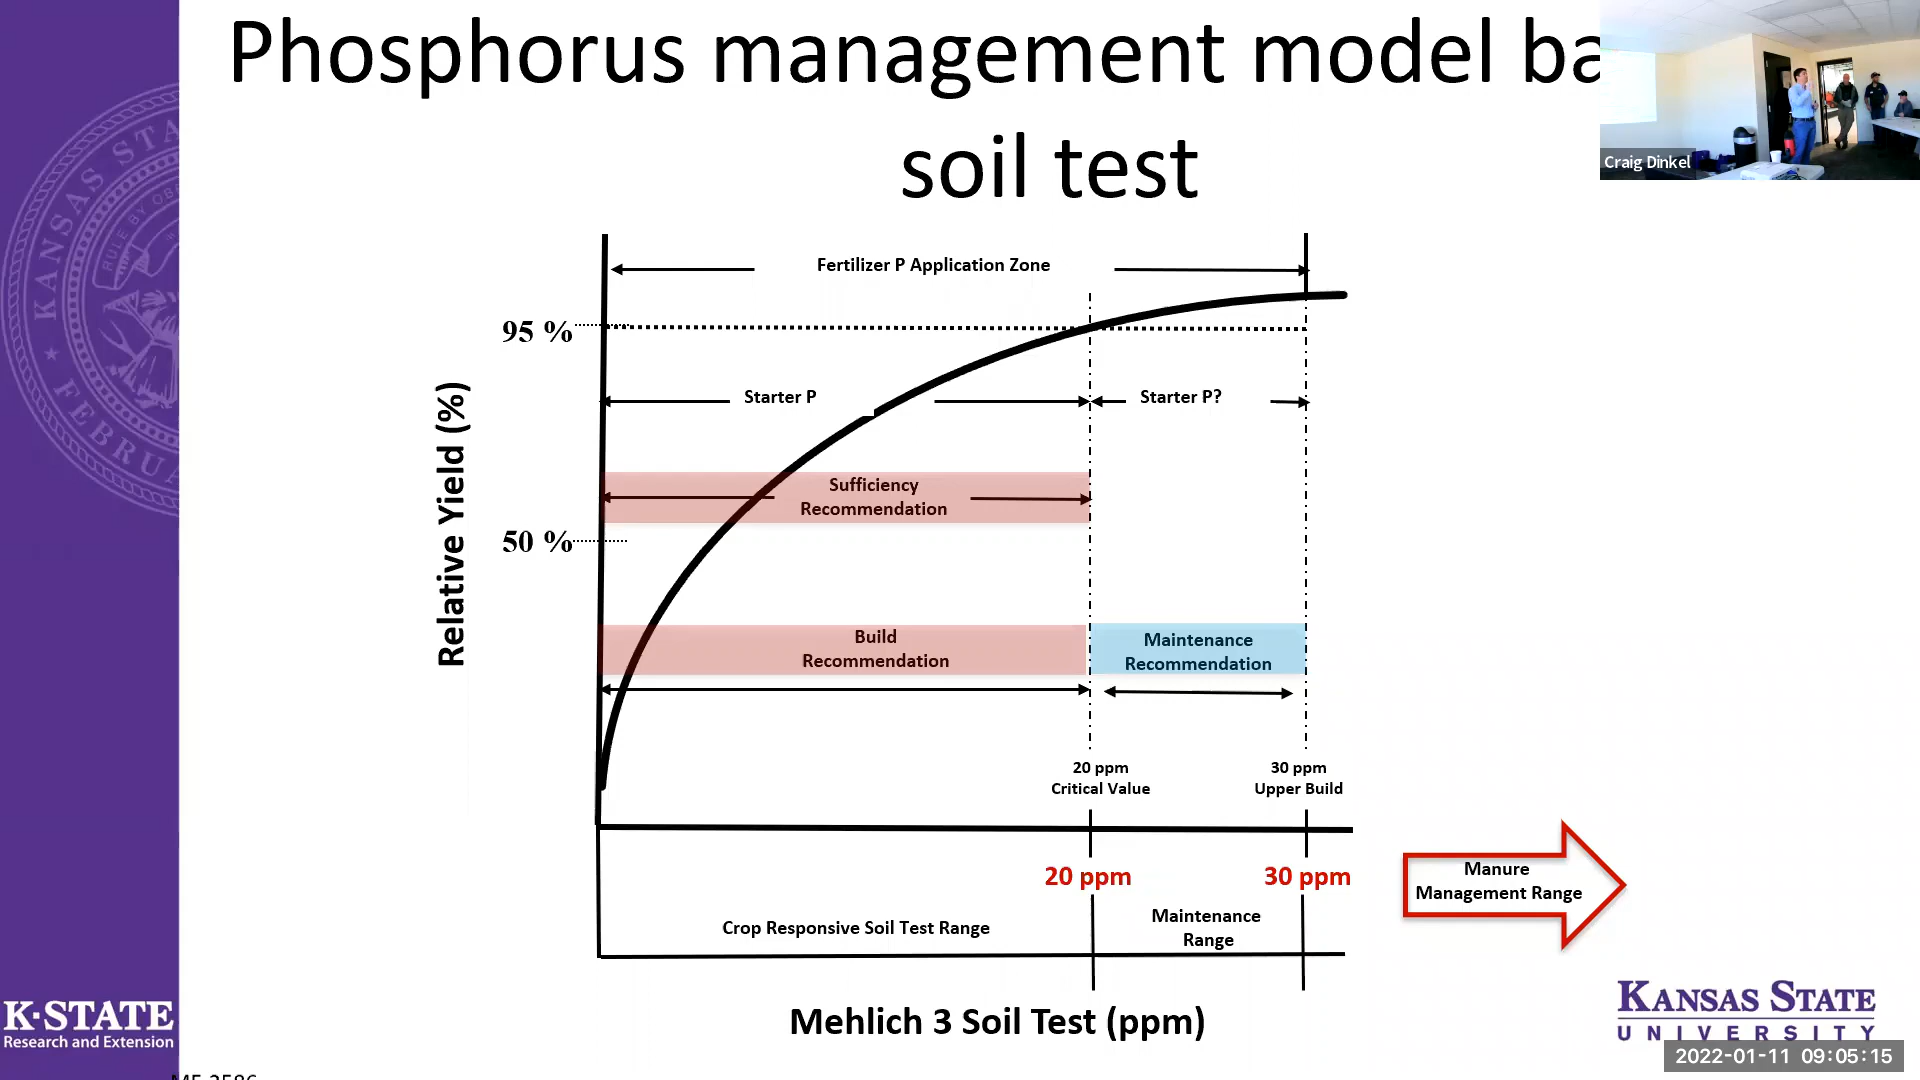 Phosphorus management model ba
soil test
Craig Dinkel
Fertilizer P Application Zone
95 %
Starter P
Starter P?
Sufficiency
Recommendation
50 %
Relative Yield (%)
Build
Recommendation
Maintenance
Recommendation
20 ppm
Critical Value
30 ppm
Upper Build
20 ppm
30 ppm
Manure
Management Range
Crop Responsive Soil Test Range
Maintenance
Range
Mehlich 3 Soil Test (ppm)
KANSAS STA
FEBRUA
K-STATE
Research and Extension
KANSAS STATE
UNIVERSITY
2022-01-11 09:05:15